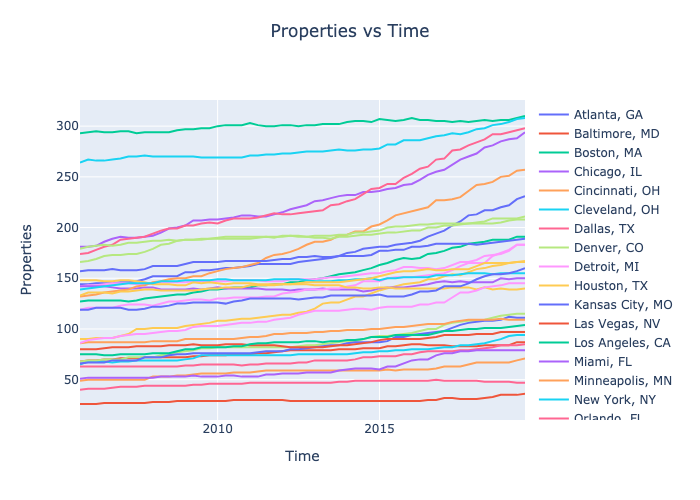 Properties vs Time
300
250
200
150
100
50
Properties
2010
2015
Time
Atlanta, GA
Baltimore, MD
Boston, MA
Chicago, IL
Cincinnati, OH
Cleveland, OH
Dallas, TX
Denver, CO
Detroit, MI
Houston, TX
Kansas City, MO
Las Vegas, NV
Los Angeles, CA
Miami, FL
Minneapolis, MN
New York, NY
Orlando, FL